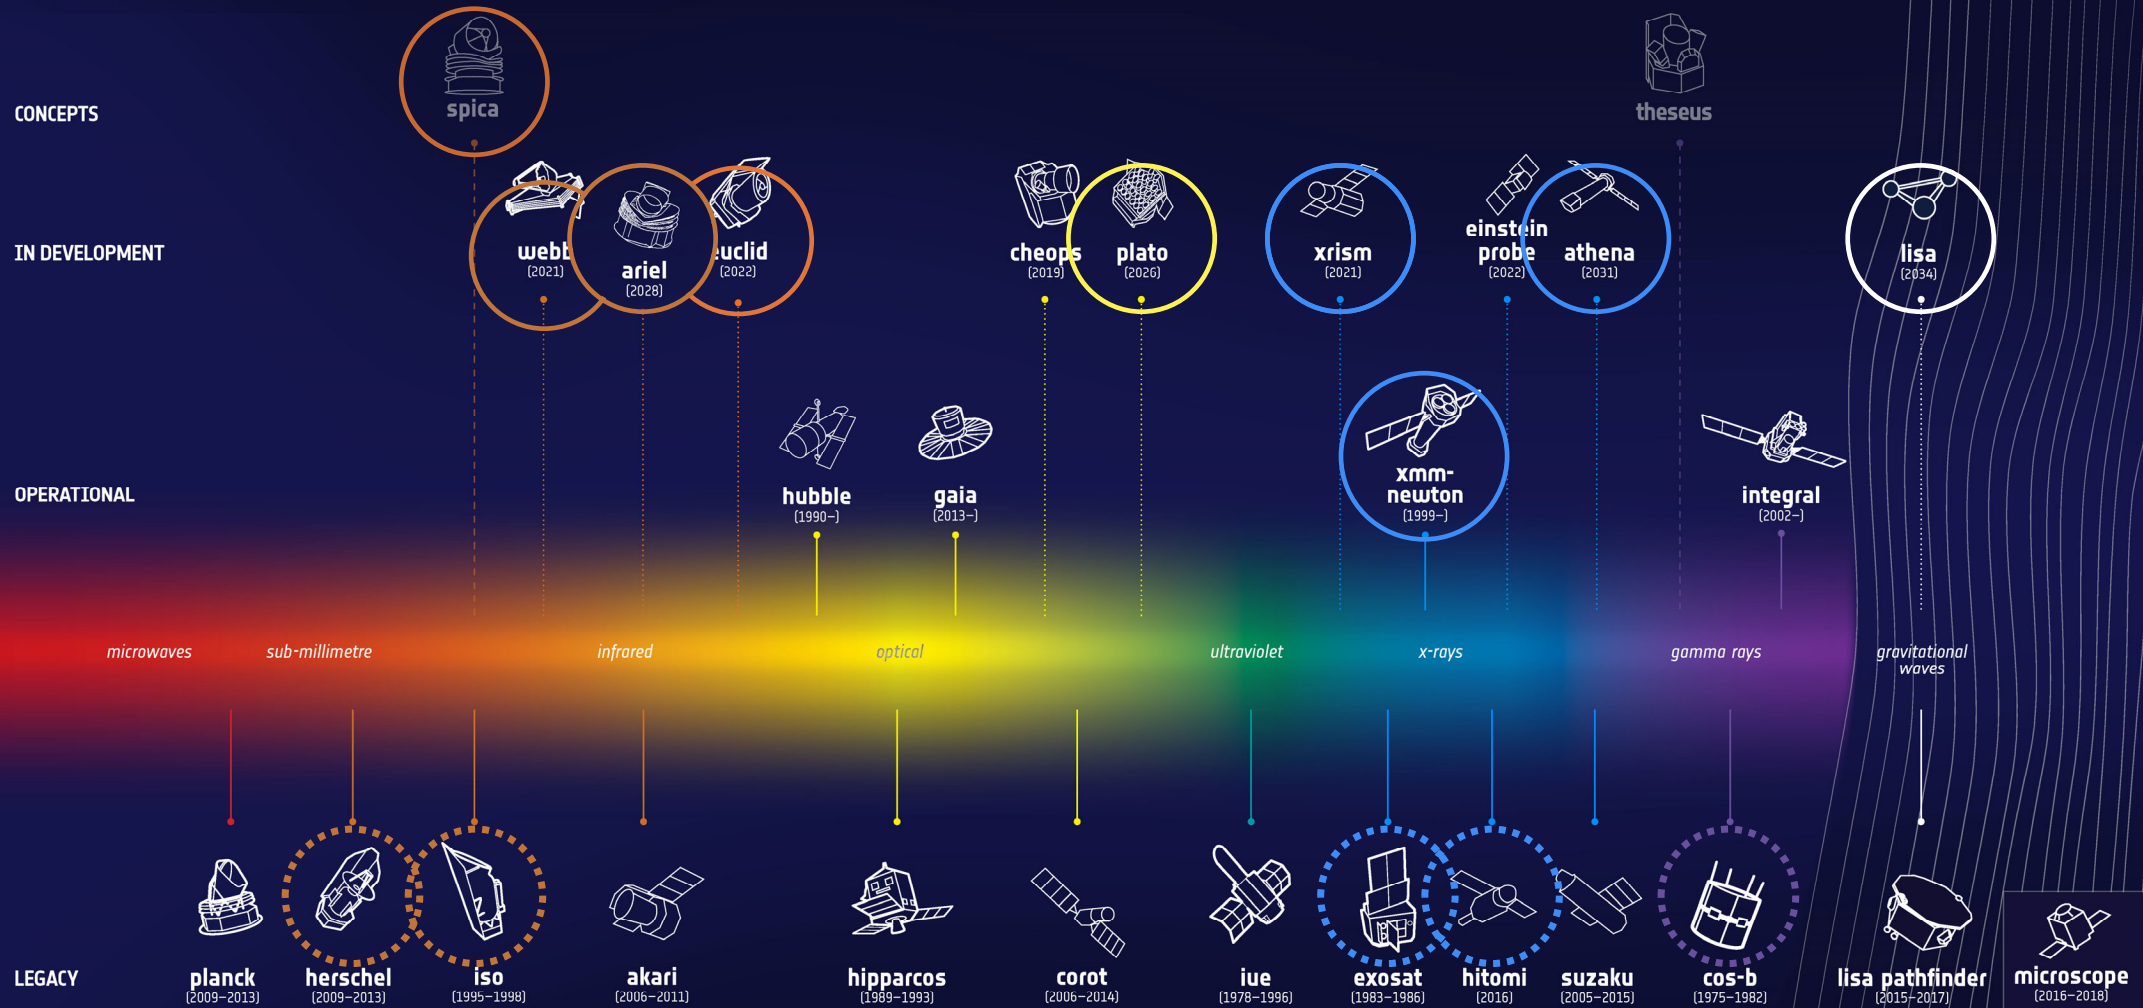 spica
theseus
CONCEPTS
webb
(2021)
ariel
(2028)
euclid
(2022)
cheops
(2019)
plato
(2026)
xrism
(2021)
einstein
probe
(2022)
athena
(2031)
lisa
(2034)
IN DEVELOPMENT
hubble
(1990–)
gaia
(2013–)
xmm-
newton
(1999–)
integral
(2002–)
OPERATIONAL
microwaves
sub-millimetre
infrared
optical
ultraviolet
x-rays
gamma rays
gravitational
waves
LEGACY
planck
(2009–2013)
herschel
(2009–2013)
iso
(1995–1998)
akari
(2006–2011)
hipparcos
(1989–1993)
corot
(2006–2014)
iue
(1978–1996)
exosat
(1983–1986)
hitomi
(2016)
suzaku
(2005–2015)
cos-b
(1975–1982)
lisa pathfinder
(2015–2017)
microscope
(2016–2018)